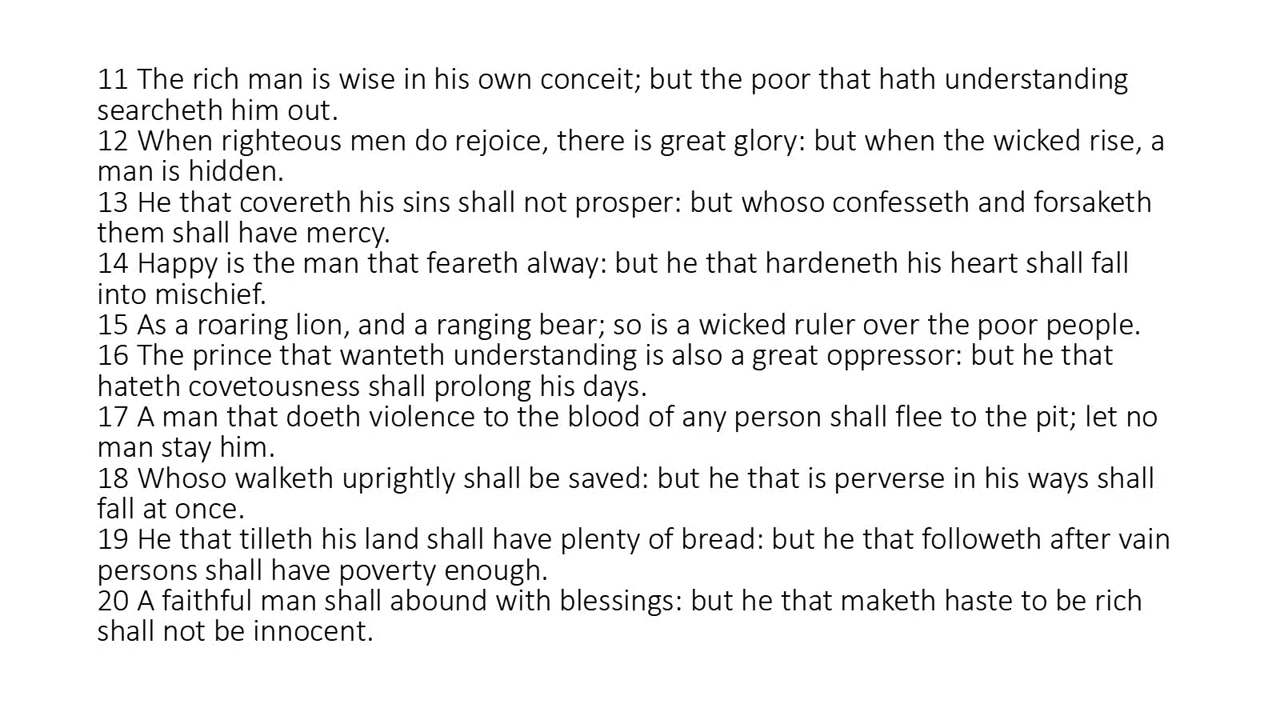 11 The rich man is wise in his own conceit; but the poor that hath understanding
searcheth him out.
12 When righteous men do rejoice, there is great glory: but when the wicked rise, a
man is hidden.
13 He that covereth his sins shall not prosper: but whoso confesseth and forsaketh
them shall have mercy.
14 Happy is the man that feareth alway: but he that hardeneth his heart shall fall
into mischief.
15 As a roaring lion, and a ranging bear; so is a wicked ruler over the poor people.
16 The prince that wanteth understanding is also a great oppressor: but he that
hateth covetousness shall prolong his days.
17 A man that doeth violence to the blood of any person shall flee to the pit; let no
man stay him.
18 Whoso walketh uprightly shall be saved: but he that is perverse in his ways shall
fall at once.
19 He that tilleth his land shall have plenty of bread: but he that followeth after vain
persons shall have poverty enough.
20 A faithful man shall abound with blessings: but he that maketh haste to be rich
shall not be innocent.